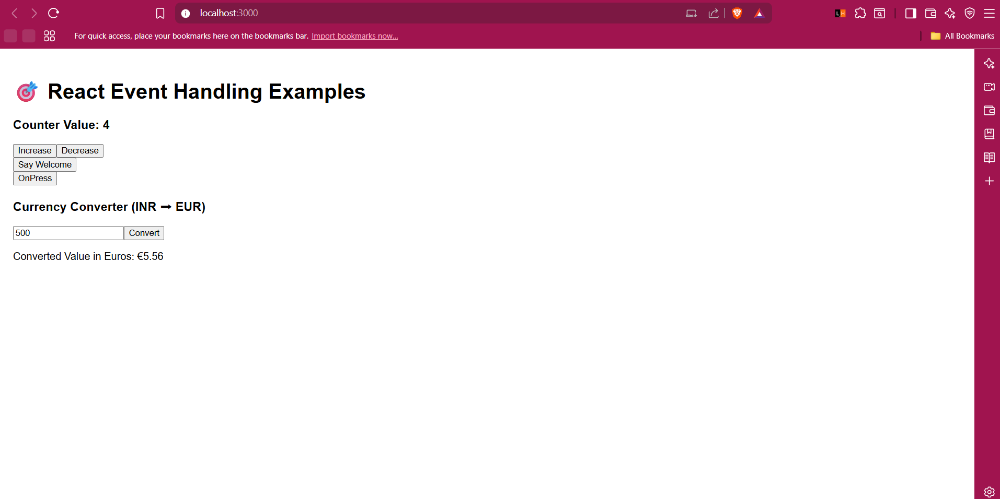 localhost:3000
For quick access, place your bookmarks here on the bookmarks bar. Import bookmarks now...
All Bookmarks
🎯 React Event Handling Examples
Counter Value: 4
Increase Decrease
Say Welcome
OnPress
Currency Converter (INR ➞ EUR)
500 Convert
Converted Value in Euros: €5.56